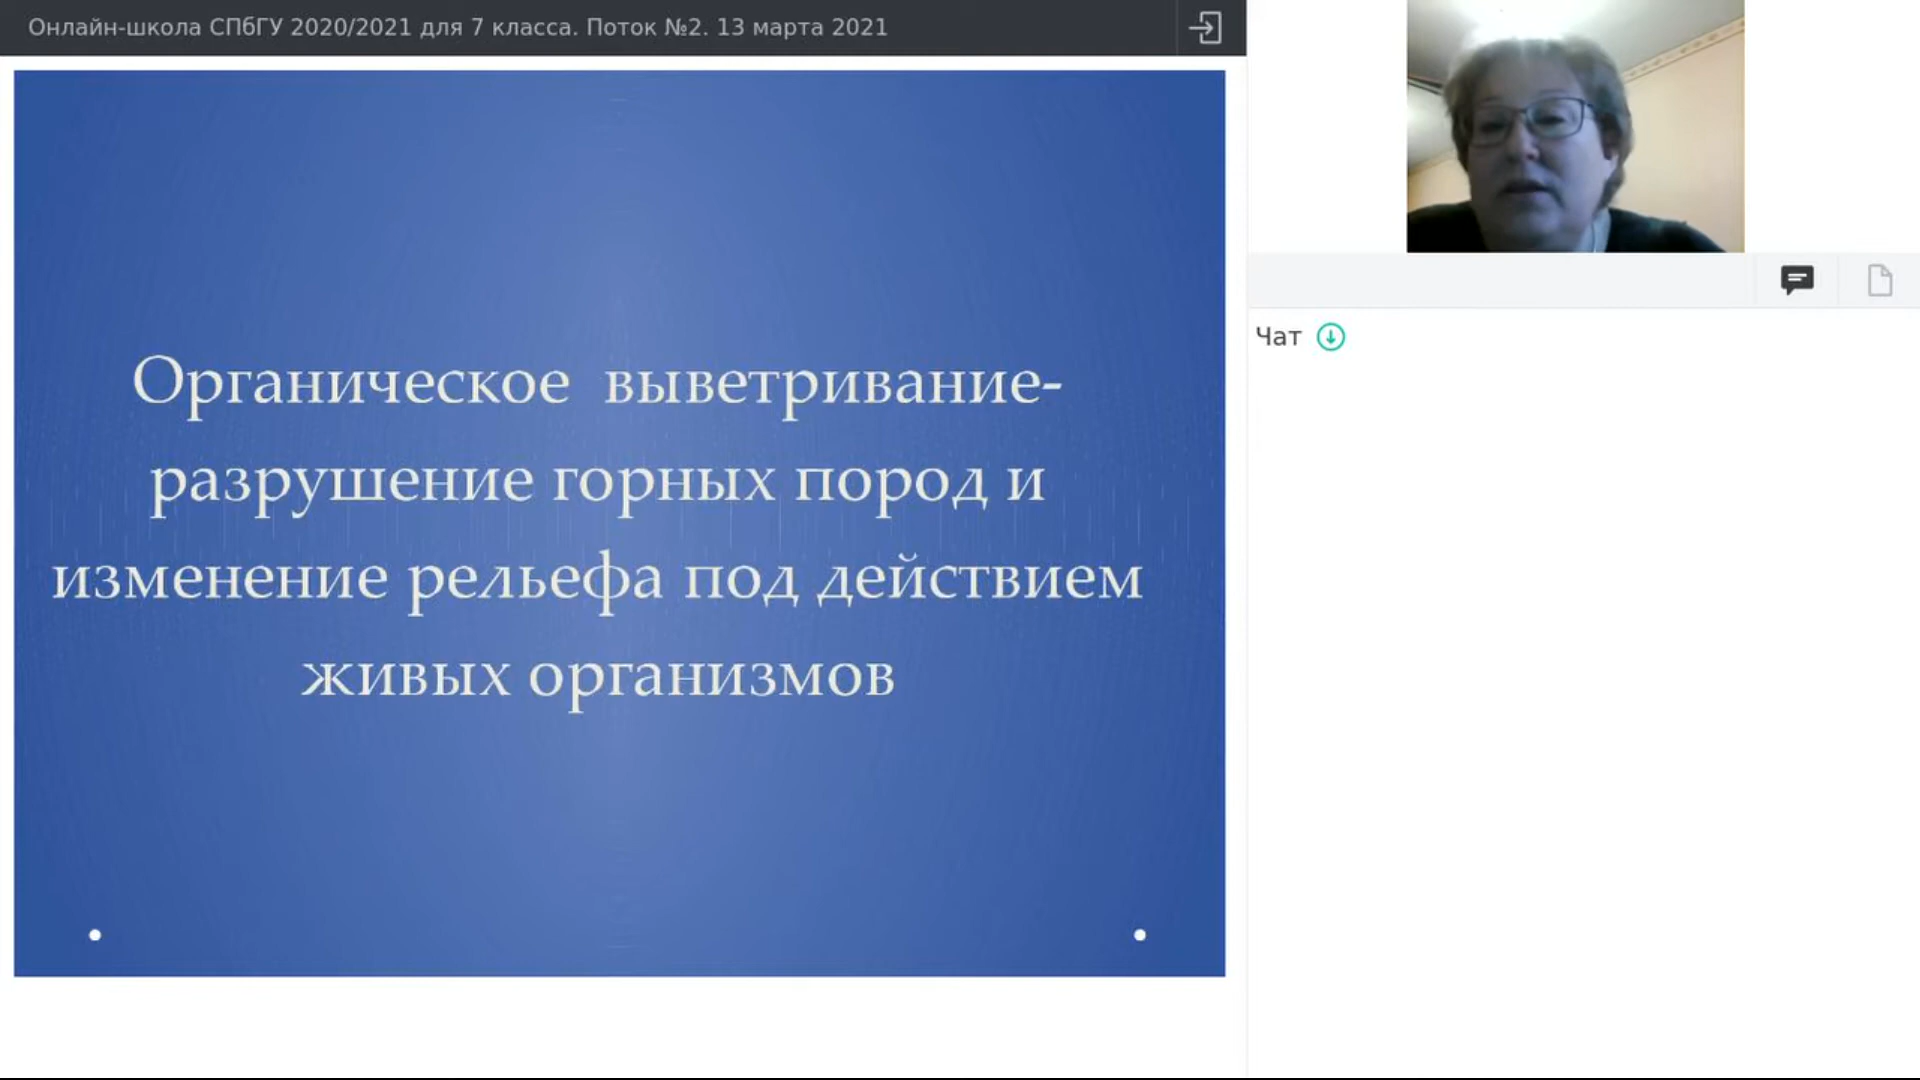 Онлайн-школа СПбГУ 2020/2021 для 7 класса. Поток №2. 13 марта 2021
Органическое выветривание-
разрушение горных пород и
изменение рельефа под действием
живых организмов
Чат